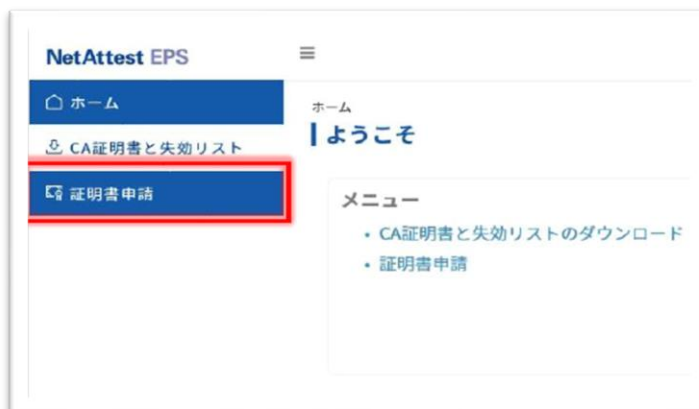 NetAttest EPS
ホーム
CA証明書と失効リスト
証明書申請
ホーム
ようこそ
メニュー
・CA証明書と失効リストのダウンロード
・証明書申請